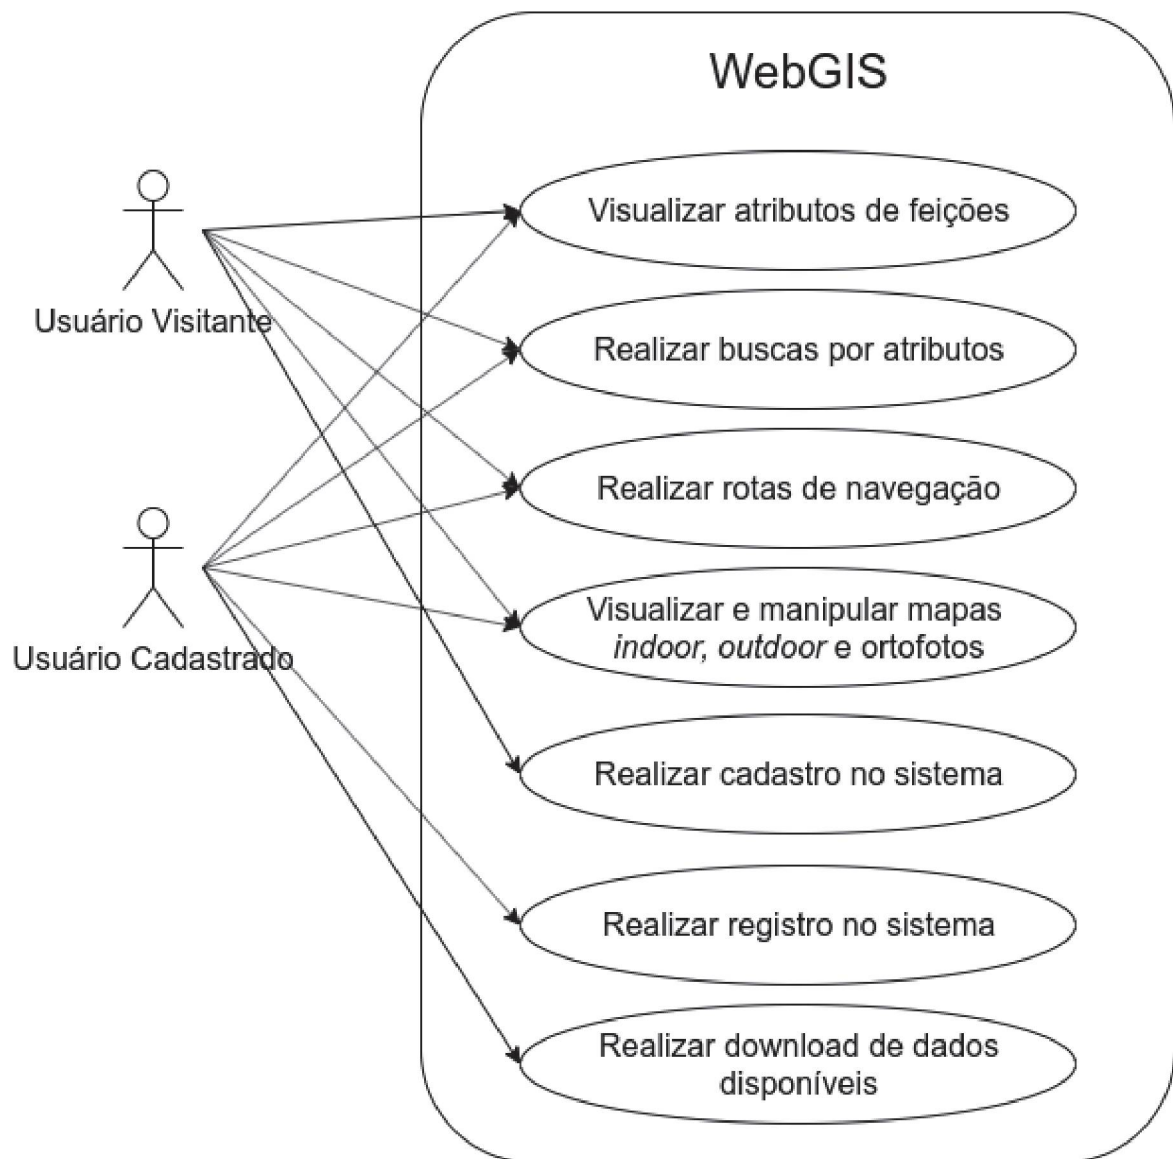 WebGIS
Visualizar atributos de feições
Usuário Visitante
Realizar buscas por atributos
Realizar rotas de navegação
Visualizar e manipular mapas
indoor, outdoor e ortofotos
Usuário Cadastrado
Realizar cadastro no sistema
Realizar registro no sistema
Realizar download de dados
disponíveis